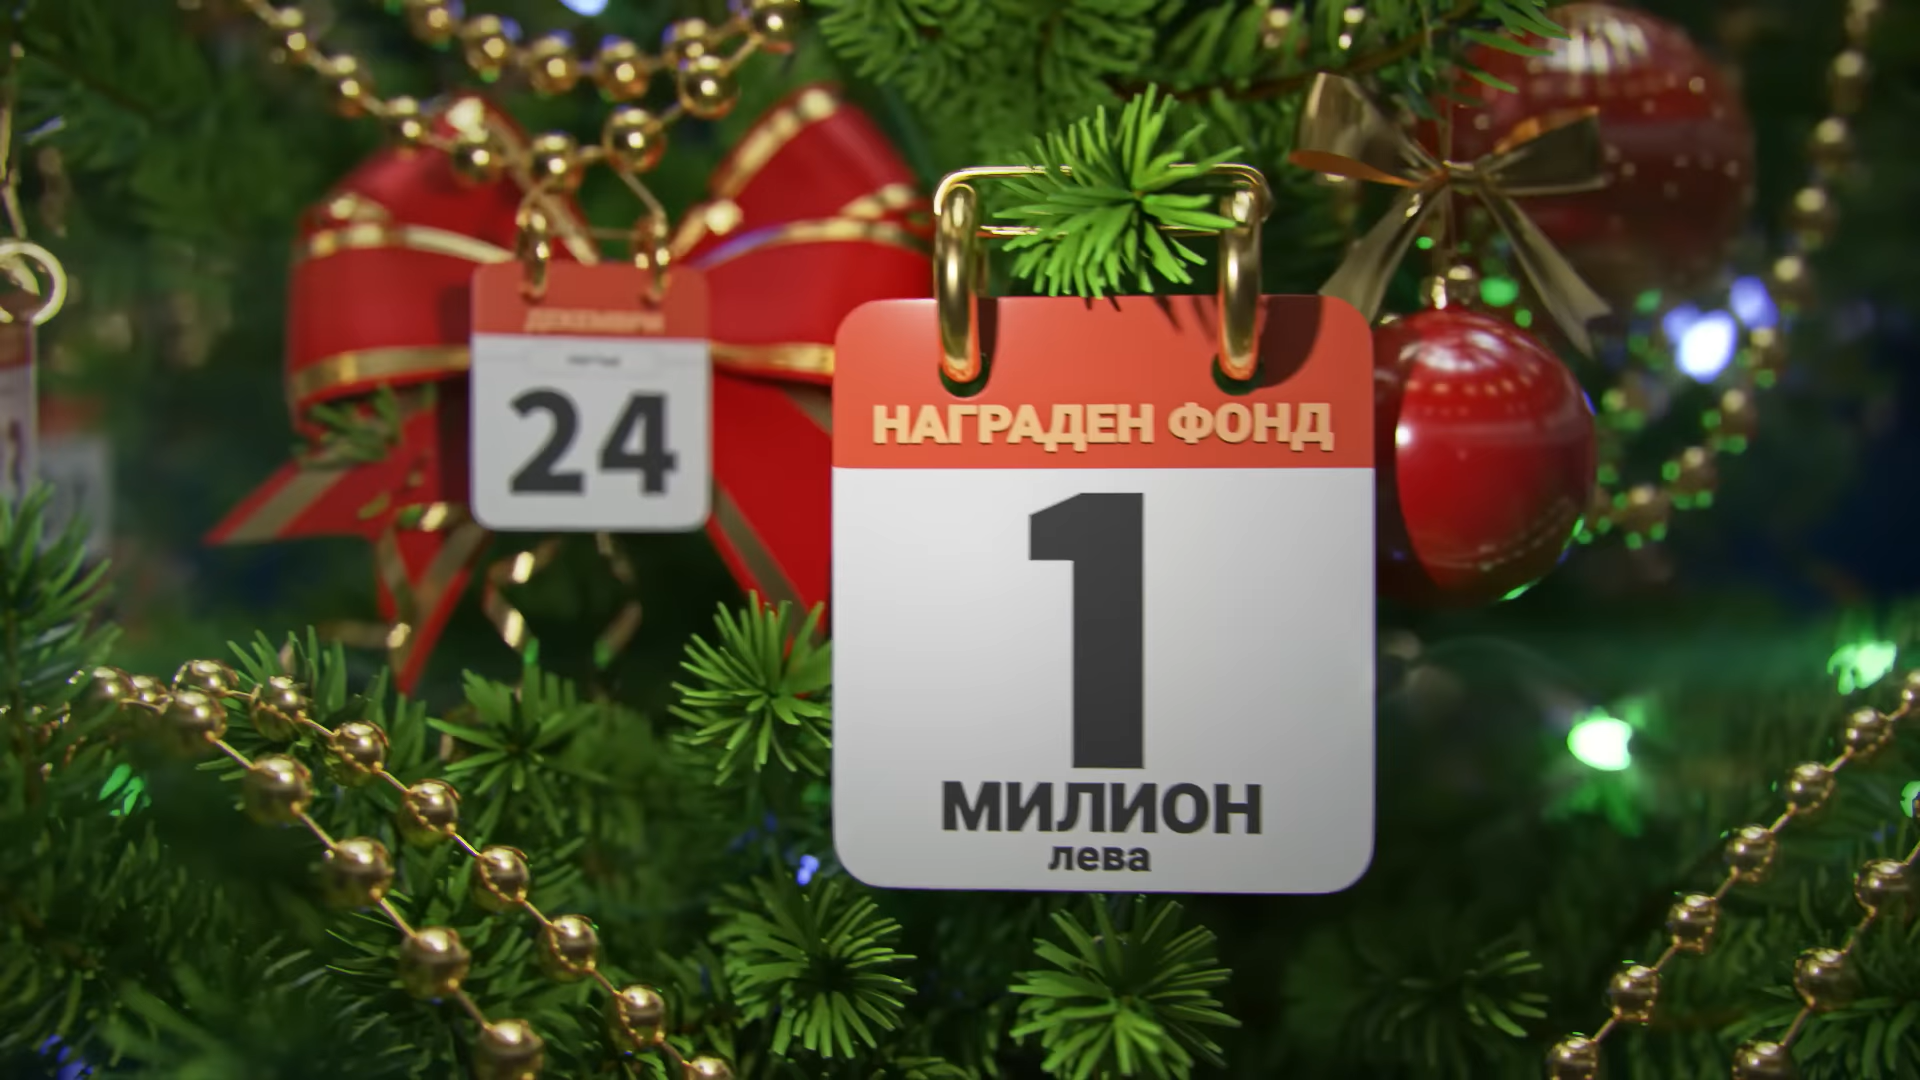 ДЕКЕМВРИ
24
НАГРАДЕН ФОНД
1
МИЛИОН
лева